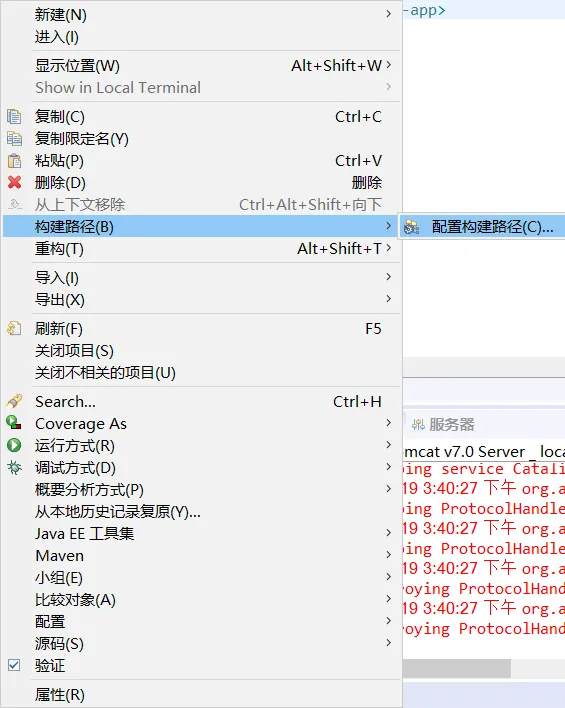 新建(N)
-app>
进入(I)
显示位置(W) Alt+Shift+W
Show in Local Terminal
复制(C) Ctrl+C
复制限定名(Y)
粘贴(P) Ctrl+V
删除(D) 删除
从上下文移除 Ctrl+Alt+Shift+向下
构建路径(B)
配置构建路径(C)...
重构(T) Alt+Shift+T
导入(I)
导出(X)
刷新(F) F5
关闭项目(S)
关闭不相关的项目(U)
Search... Ctrl+H
Coverage As
服务器
运行方式(R)
mcat v7.0 Server _loca
调试方式(D)
ping service Catali
概要分析方式(P)
19 3:40:27 下午 org.a
从本地历史记录复原(Y)...
ing ProtocolHandle
Java EE 工具集
19 3:40:27 下午 org.a
Maven
ping ProtocolHandle
小组(E)
19 3:40:27 下午 org.a
royying ProtocolHandle
比较对象(A)
19 3:40:27 下午 org.a
配置
roying ProtocolHand
源码(S)
验证
属性(R)